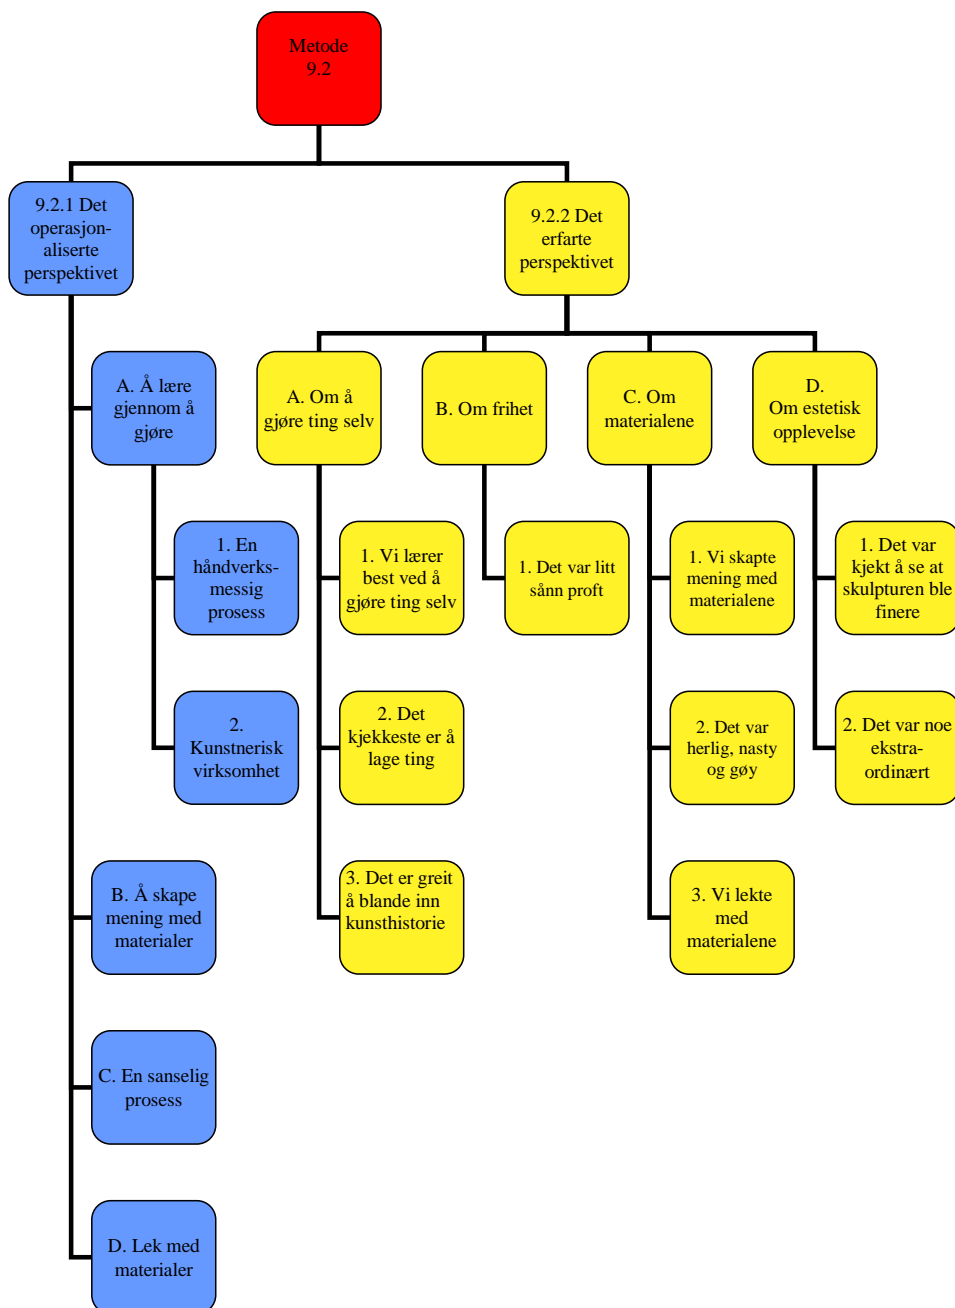 Metode
9.2
9.2.1 Det
operasjon-
aliserte
perspektivet
9.2.2 Det
erfarte
perspektivet
A. Å lære
gjennom å
gjøre
A. Om å
gjøre ting selv
B. Om frihet
C. Om
materialene
D.
Om estetisk
opplevelse
1. En
håndverks-
messig
prosess
1. Vi lærer
best ved å
gjøre ting selv
1. Det var litt
sånn proft
1. Vi skapte
mening med
materialene
1. Det var
kjekt å se at
skulpturen ble
finere
2.
Kunstnerisk
virksomhet
2. Det
kjekkeste er å
lage ting
2. Det var
herlig, nasty
og gøy
2. Det var noe
ekstra-
ordinært
B. Å skape
mening med
materialer
3. Det er greit
å blande inn
kunsthistorie
3. Vi lekte
med
materialene
C. En sanselig
prosess
D. Lek med
materialer